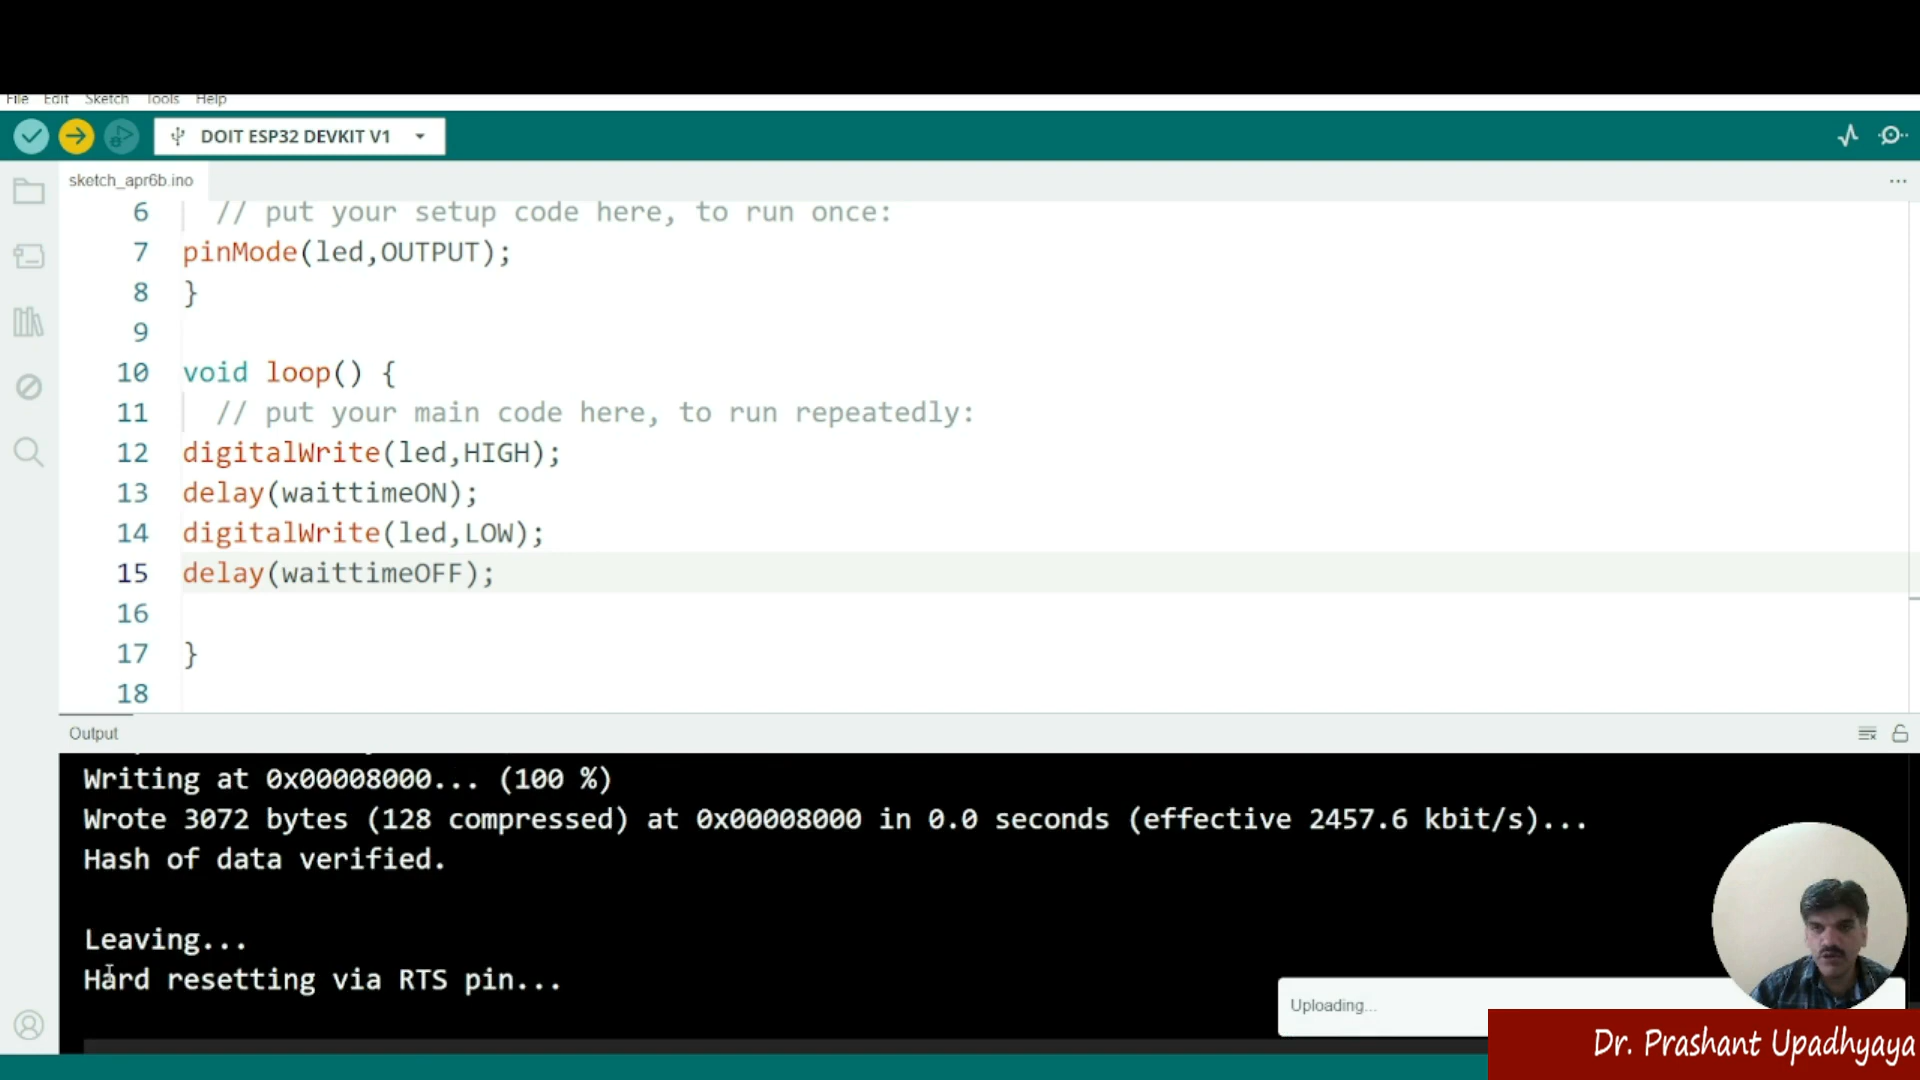 File Edit Sketch Tools Help
DOIT ESP32 DEVKIT V1
sketch_apr6b.ino
6 // put your setup code here, to run once:
7 pinMode(led,OUTPUT);
8 }
9
10 void loop() {
11 // put your main code here, to run repeatedly:
12 digitalWrite(led,HIGH);
13 delay(waittimeON);
14 digitalWrite(led,LOW);
15 delay(waittimeOFF);
16
17 }
18
Output
Writing at 0x00008000... (100 %)
Wrote 3072 bytes (128 compressed) at 0x00008000 in 0.0 seconds (effective 2457.6 kbit/s)...
Hash of data verified.
Leaving...
Hard resetting via RTS pin...
Uploading...
Dr. Prashant Upadhyaya